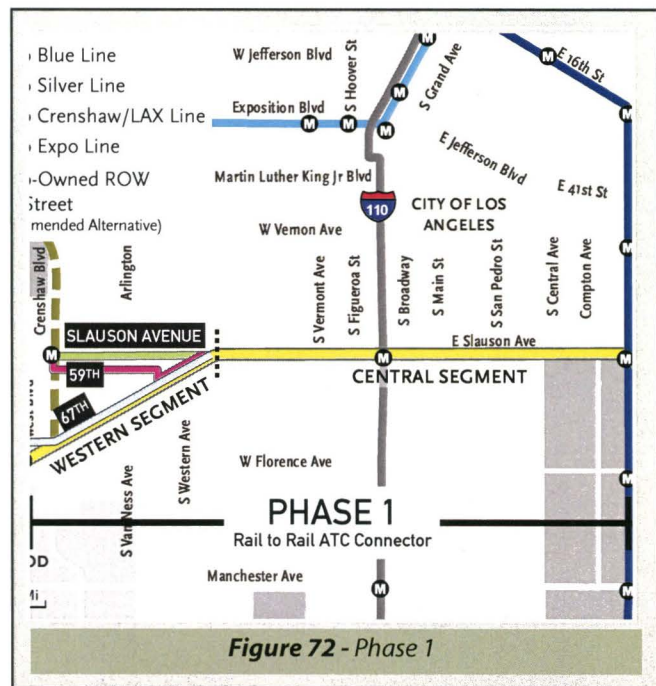 Blue Line
Silver Line
Crenshaw/LAX Line
Expo Line
-Owned ROW
Street
mended Alternative)
W Jefferson Blvd
S Hoover St
S Grand Ave
E 16th St
Exposition Blvd
E Jefferson Blvd
Martin Luther King Jr Blvd
E 41st St
110
CITY OF LOS
ANGELES
W Vernon Ave
Crenshaw Blvd
Arlington
S Vermont Ave
S Figueroa St
S Broadway
S Main St
S San Pedro St
S Central Ave
Compton Ave
SLAUSON AVENUE
E Slauson Ave
59TH
CENTRAL SEGMENT
67TH
WESTERN SEGMENT
S Western Ave
S Van Ness Ave
W Florence Ave
PHASE 1
Rail to Rail ATC Connector
OD
Manchester Ave
Mi
M
M
M
M
M
M
M
M
M
M
M
M
M
M
Figure 72 - Phase 1